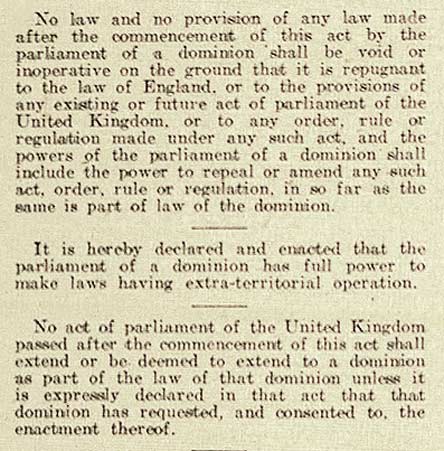 No law and no provision of any law made
after the commencement of this act by the
parliament of a dominion shall be void or
inoperative on the ground that it is repugnant
to the law of England, or to the provisions of
any existing or future act of parliament of the
United Kingdom, or to any order, rule or
regulation made under any such act, and the
powers of the parliament of a dominion shall
include the power to repeal or amend any such
act, order, rule or regulation, in so far as the
same is part of law of the dominion.
It is hereby declared and enacted that the
parliament of a dominion has full power to
make laws having extra-territorial operation.
No act of parliament of the United Kingdom
passed after the commencement of this act shall
extend or be deemed to extend to a dominion
as part of the law of that dominion unless it
is expressly declared in that act that that
dominion has requested, and consented to, the
enactment thereof.